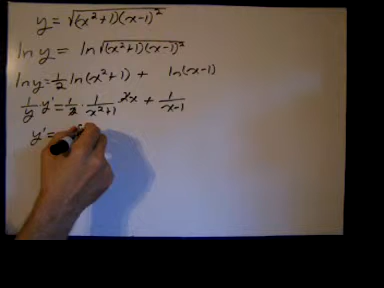 y = √(x²+1)(x-1)²
ln y = ln √(x²+1)(x-1)²
ln y = 1/2 ln(x²+1) + ln(x-1)
1/y · y' = 1/2 · 1/(x²+1) · 2x + 1/(x-1)
y' =